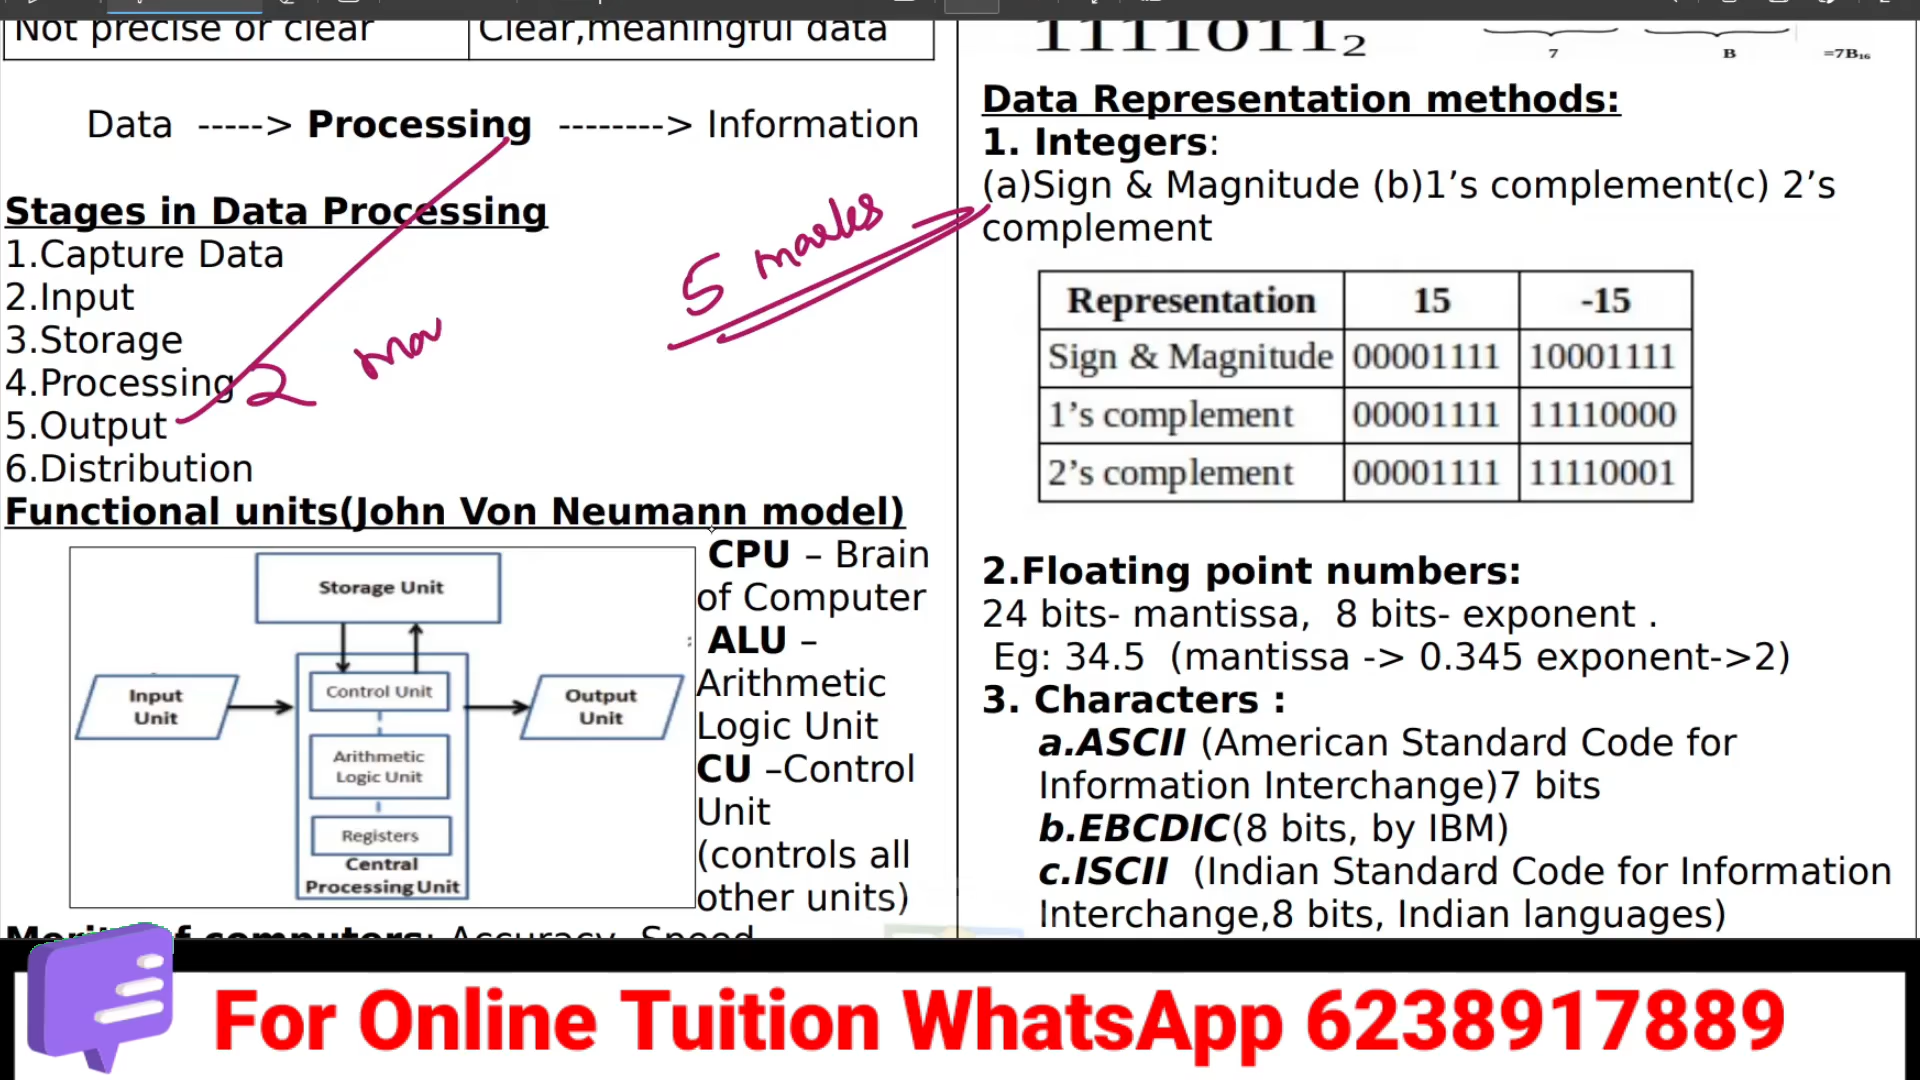 Not precise or clear
Clear,meaningful data
Data -----> Processing --------> Information
Stages in Data Processing
1.Capture Data
2.Input
3.Storage
4.Processing
5.Output
6.Distribution
2
5 marks
Functional units(John Von Neumann model)
Storage Unit
Input
Unit
Control Unit
Arithmetic
Logic Unit
Registers
Central
Processing Unit
Output
Unit
CPU – Brain
of Computer
ALU –
Arithmetic
Logic Unit
CU –Control
Unit
(controls all
other units)
Merits of computers: Accuracy, Speed
1111011₂
7
B
=7B₁₆
Data Representation methods:
1. Integers:
(a)Sign & Magnitude (b)1’s complement(c) 2’s
complement
Representation 15 -15
Sign & Magnitude 00001111 10001111
1’s complement 00001111 11110000
2’s complement 00001111 11110001
2.Floating point numbers:
24 bits- mantissa, 8 bits- exponent .
Eg: 34.5 (mantissa -> 0.345 exponent->2)
3. Characters :
a.ASCII (American Standard Code for
Information Interchange)7 bits
b.EBCDIC(8 bits, by IBM)
c.ISCII (Indian Standard Code for Information
Interchange,8 bits, Indian languages)
For Online Tuition WhatsApp 6238917889